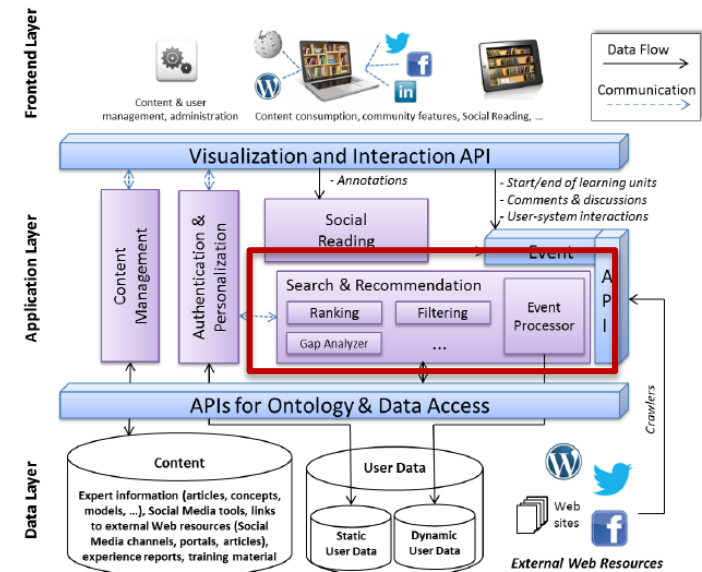 Frontend Layer
Content & user
management, administration
Content consumption, community features, Social Reading, ...
Data Flow
Communication
Visualization and Interaction API
- Annotations
- Start/end of learning units
- Comments & discussions
- User-system interactions
Application Layer
Content
Management
Authentication &
Personalization
Social
Reading
Event
API
Search & Recommendation
Ranking
Filtering
Gap Analyzer
...
Event
Processor
Crawlers
APIs for Ontology & Data Access
Data Layer
Content
Expert information (articles, concepts,
models, ...), Social Media tools, links
to external Web resources (Social
Media channels, portals, articles),
experience reports, training material
User Data
Static
User Data
Dynamic
User Data
Web
sites
External Web Resources